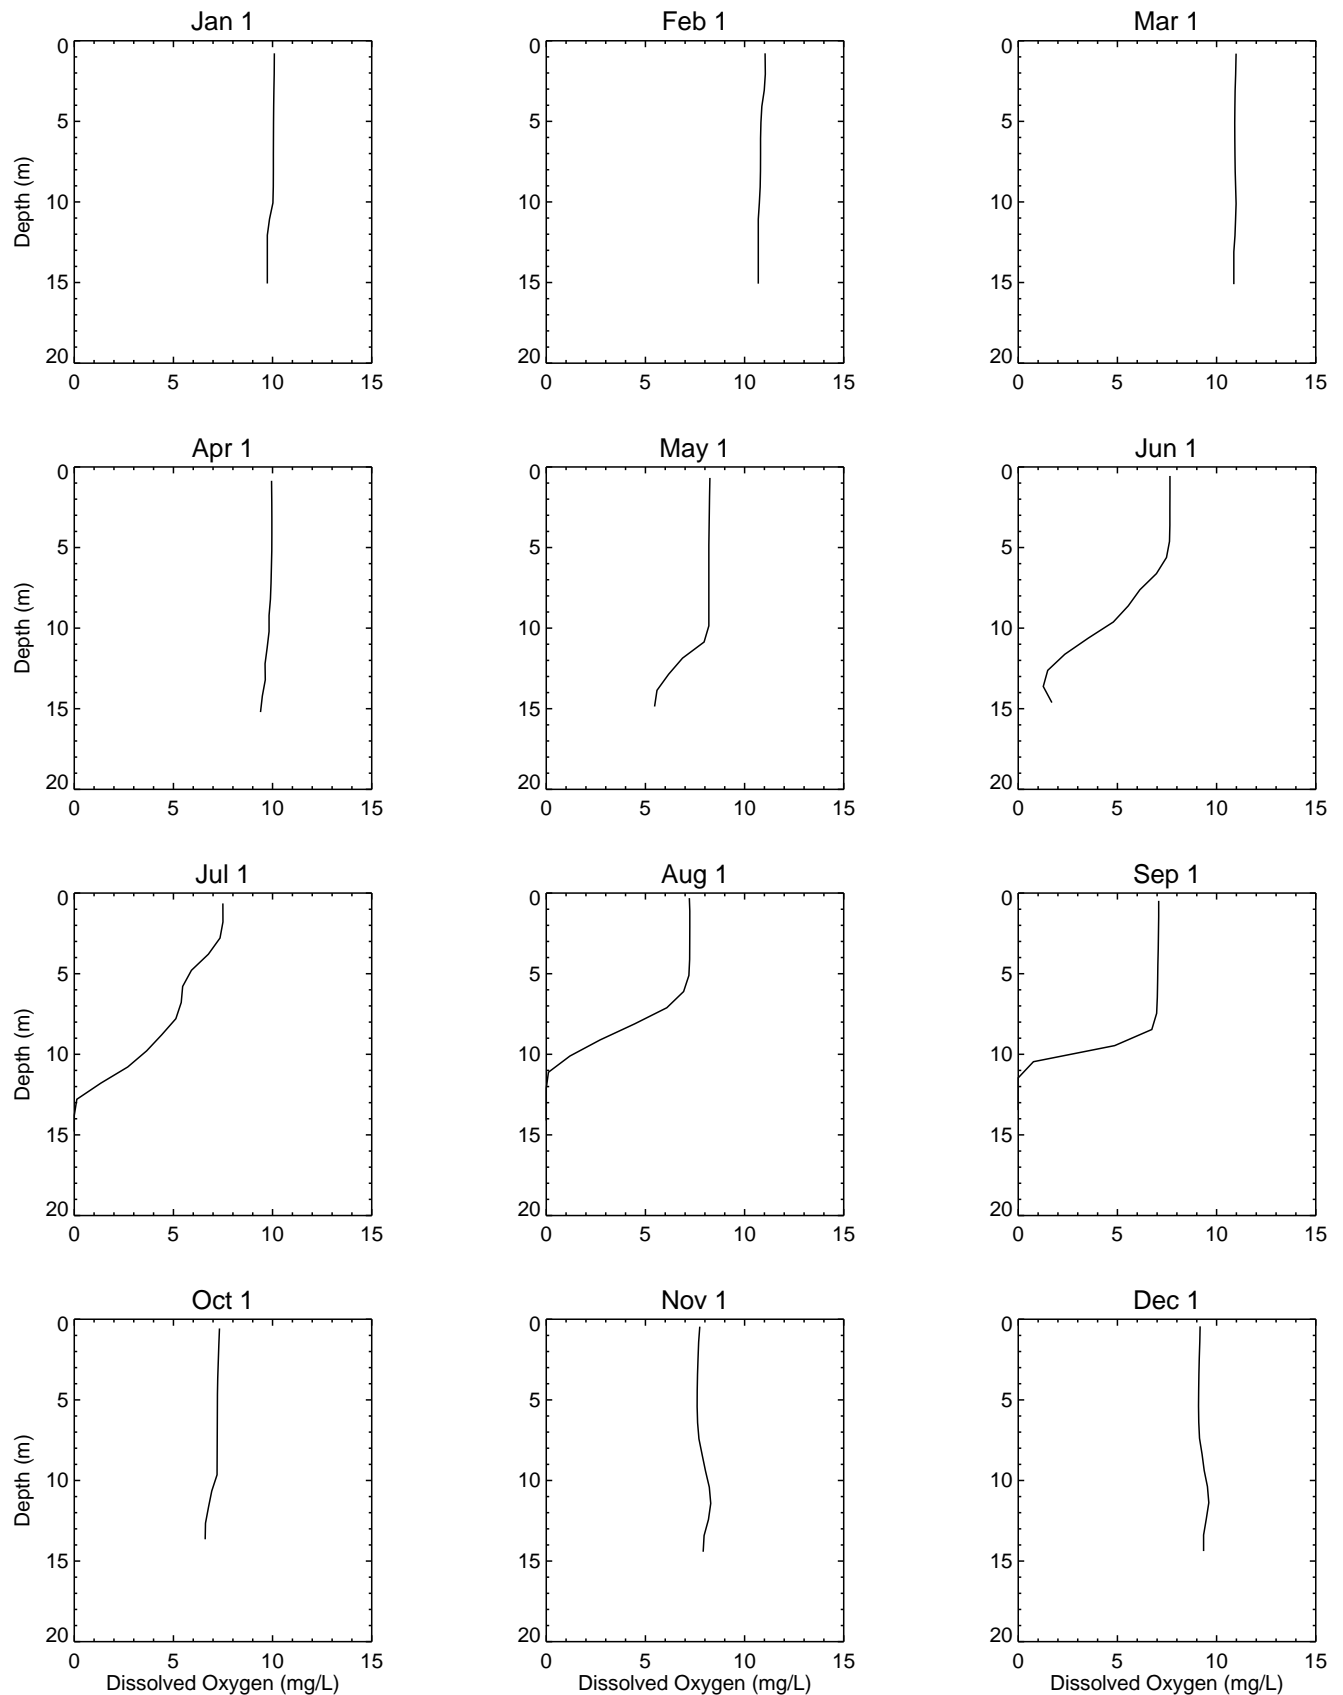 Jan 1 Feb 1 Mar 1
0 0 0
5 5 5
Depth (m)
10 10 10
15 15 15
20 20 20
0 5 10 15 0 5 10 15 0 5 10 15
Apr 1 May 1 Jun 1
0 0 0
5 5 5
Depth (m)
10 10 10
15 15 15
20 20 20
0 5 10 15 0 5 10 15 0 5 10 15
Jul 1 Aug 1 Sep 1
0 0 0
5 5 5
Depth (m)
10 10 10
15 15 15
20 20 20
0 5 10 15 0 5 10 15 0 5 10 15
Oct 1 Nov 1 Dec 1
0 0 0
5 5 5
Depth (m)
10 10 10
15 15 15
20 20 20
0 5 10 15 0 5 10 15 0 5 10 15
Dissolved Oxygen (mg/L) Dissolved Oxygen (mg/L) Dissolved Oxygen (mg/L)